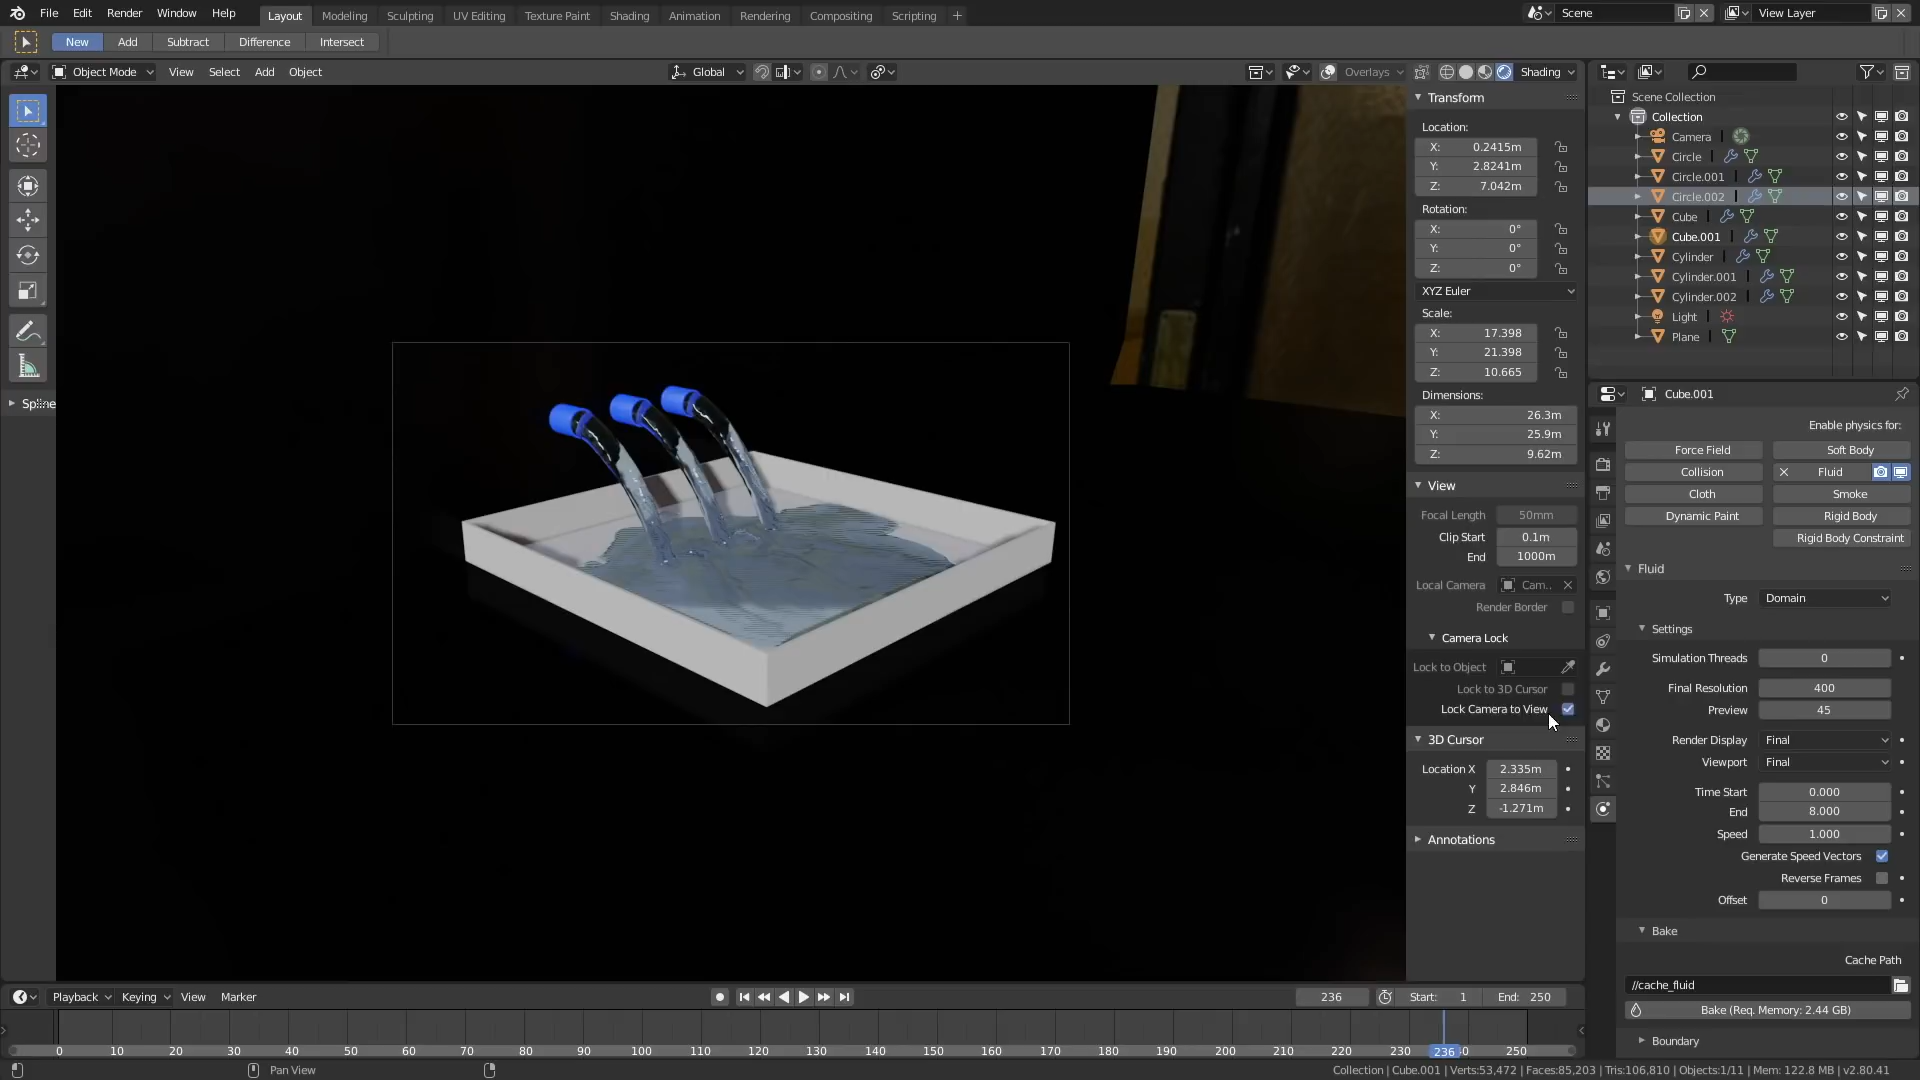 File Edit Render Window Help Layout Modeling Sculpting UV Editing Texture Paint Shading Animation Rendering Compositing Scripting + Scene View Layer
New Add Subtract Difference Intersect
Object Mode View Select Add Object Global Overlays Shading
Transform
Location:
X: 0.2415m
Y: 2.8241m
Z: 7.042m
Rotation:
X: 0°
Y: 0°
Z: 0°
XYZ Euler
Scale:
X: 17.398
Y: 21.398
Z: 10.665
Dimensions:
X: 26.3m
Y: 25.9m
Z: 9.62m
View
Focal Length 50mm
Clip Start 0.1m
End 1000m
Local Camera Cam..
Render Border
Camera Lock
Lock to Object
Lock to 3D Cursor
Lock Camera to View
3D Cursor
Location X 2.335m
Y 2.846m
Z -1.271m
Annotations
Scene Collection
Collection
Camera
Circle
Circle.001
Circle.002
Cube
Cube.001
Cylinder
Cylinder.001
Cylinder.002
Light
Plane
Cube.001
Enable physics for:
Force Field Soft Body
Collision Fluid
Cloth Smoke
Dynamic Paint Rigid Body
Rigid Body Constraint
Fluid
Type Domain
Settings
Simulation Threads 0
Final Resolution 400
Preview 45
Render Display Final
Viewport Final
Time Start 0.000
End 8.000
Speed 1.000
Generate Speed Vectors
Reverse Frames
Offset 0
Bake
Cache Path
//cache_fluid
Bake (Req. Memory: 2.44 GB)
Boundary
Playback Keying View Marker 236 Start: 1 End: 250
0 10 20 30 40 50 60 70 80 90 100 110 120 130 140 150 160 170 180 190 200 210 220 230 236 250
Pan View
Collection | Cube.001 | Verts:53,472 | Faces:85,203 | Tris:106,810 | Objects:1/11 | Mem: 122.8 MB | v2.80.41